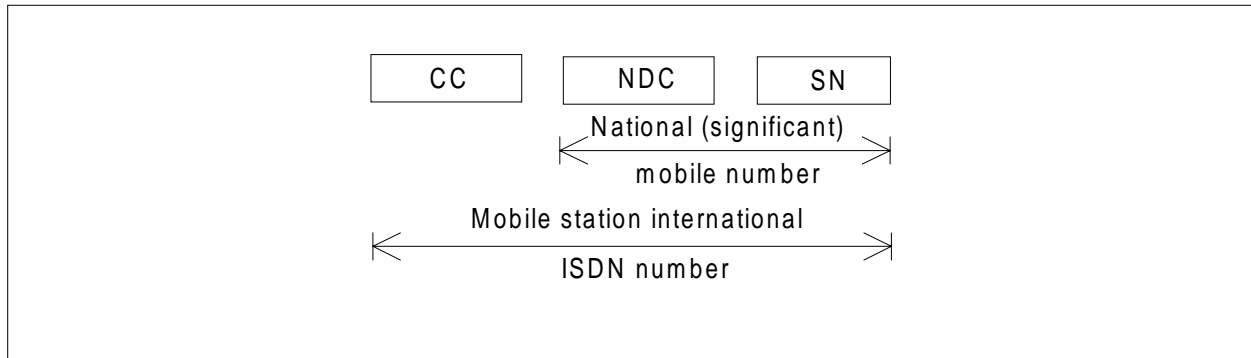 CC NDC SN
National (significant)
mobile number
Mobile station international
ISDN number